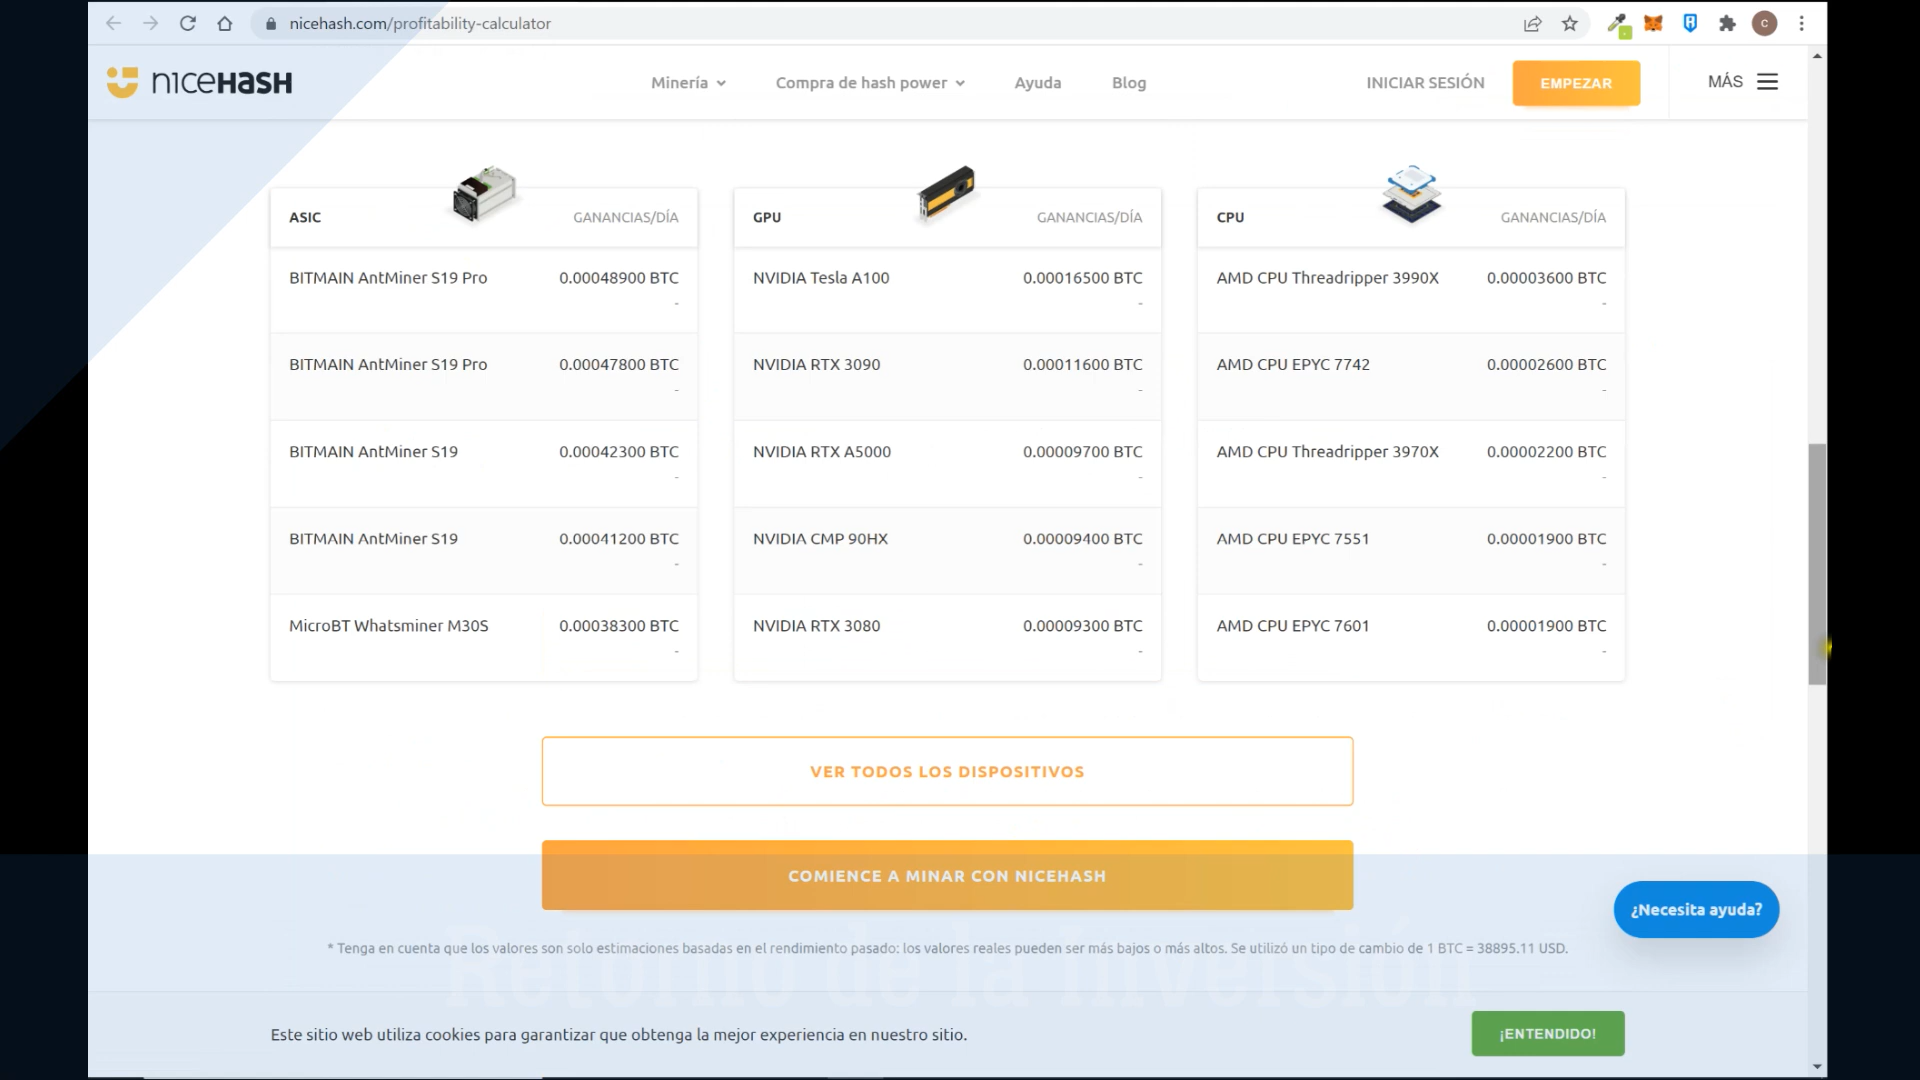 nicehash.com/profitability-calculator
C
nıceHasH
Minería
Compra de hash power
Ayuda
Blog
INICIAR SESIÓN
EMPEZAR
MÁS
ASIC GANANCIAS/DÍA
BITMAIN AntMiner S19 Pro 0.00048900 BTC
-
BITMAIN AntMiner S19 Pro 0.00047800 BTC
-
BITMAIN AntMiner S19 0.00042300 BTC
-
BITMAIN AntMiner S19 0.00041200 BTC
-
MicroBT Whatsminer M30S 0.00038300 BTC
-
GPU GANANCIAS/DÍA
NVIDIA Tesla A100 0.00016500 BTC
-
NVIDIA RTX 3090 0.00011600 BTC
-
NVIDIA RTX A5000 0.00009700 BTC
-
NVIDIA CMP 90HX 0.00009400 BTC
-
NVIDIA RTX 3080 0.00009300 BTC
-
CPU GANANCIAS/DÍA
AMD CPU Threadripper 3990X 0.00003600 BTC
-
AMD CPU EPYC 7742 0.00002600 BTC
-
AMD CPU Threadripper 3970X 0.00002200 BTC
-
AMD CPU EPYC 7551 0.00001900 BTC
-
AMD CPU EPYC 7601 0.00001900 BTC
-
VER TODOS LOS DISPOSITIVOS
COMIENCE A MINAR CON NICEHASH
¿Necesita ayuda?
* Tenga en cuenta que los valores son solo estimaciones basadas en el rendimiento pasado: los valores reales pueden ser más bajos o más altos. Se utilizó un tipo de cambio de 1 BTC = 38895.11 USD.
Retorno de la Inversión
Este sitio web utiliza cookies para garantizar que obtenga la mejor experiencia en nuestro sitio.
¡ENTENDIDO!